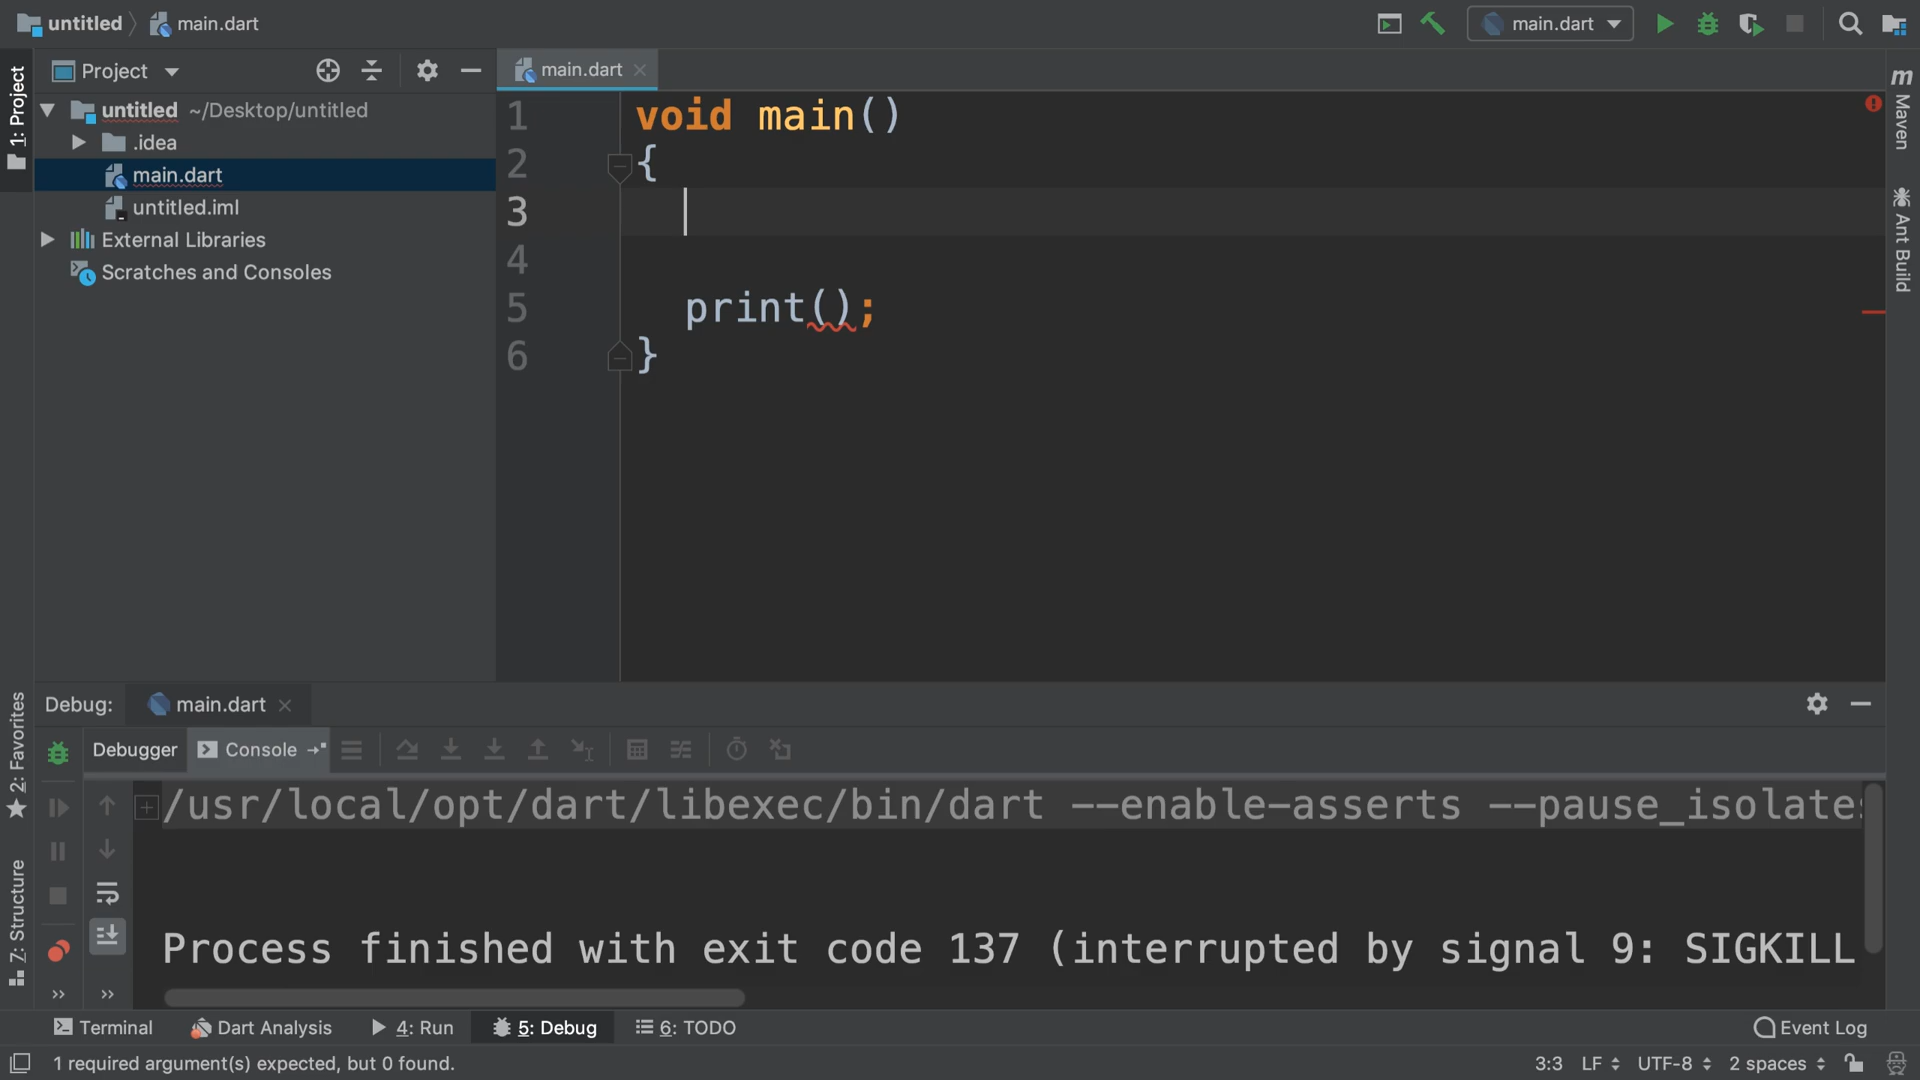 untitled main.dart
main.dart
1: Project
Project
main.dart
untitled ~/Desktop/untitled
.idea
main.dart
untitled.iml
External Libraries
Scratches and Consoles
1 void main()
2 {
3
4
5 print();
6 }
m Maven
Ant Build
2: Favorites
7: Structure
Debug: main.dart
Debugger Console
/usr/local/opt/dart/libexec/bin/dart --enable-asserts --pause_isolates
Process finished with exit code 137 (interrupted by signal 9: SIGKILL
Terminal Dart Analysis 4: Run 5: Debug 6: TODO Event Log
1 required argument(s) expected, but 0 found. 3:3 LF UTF-8 2 spaces